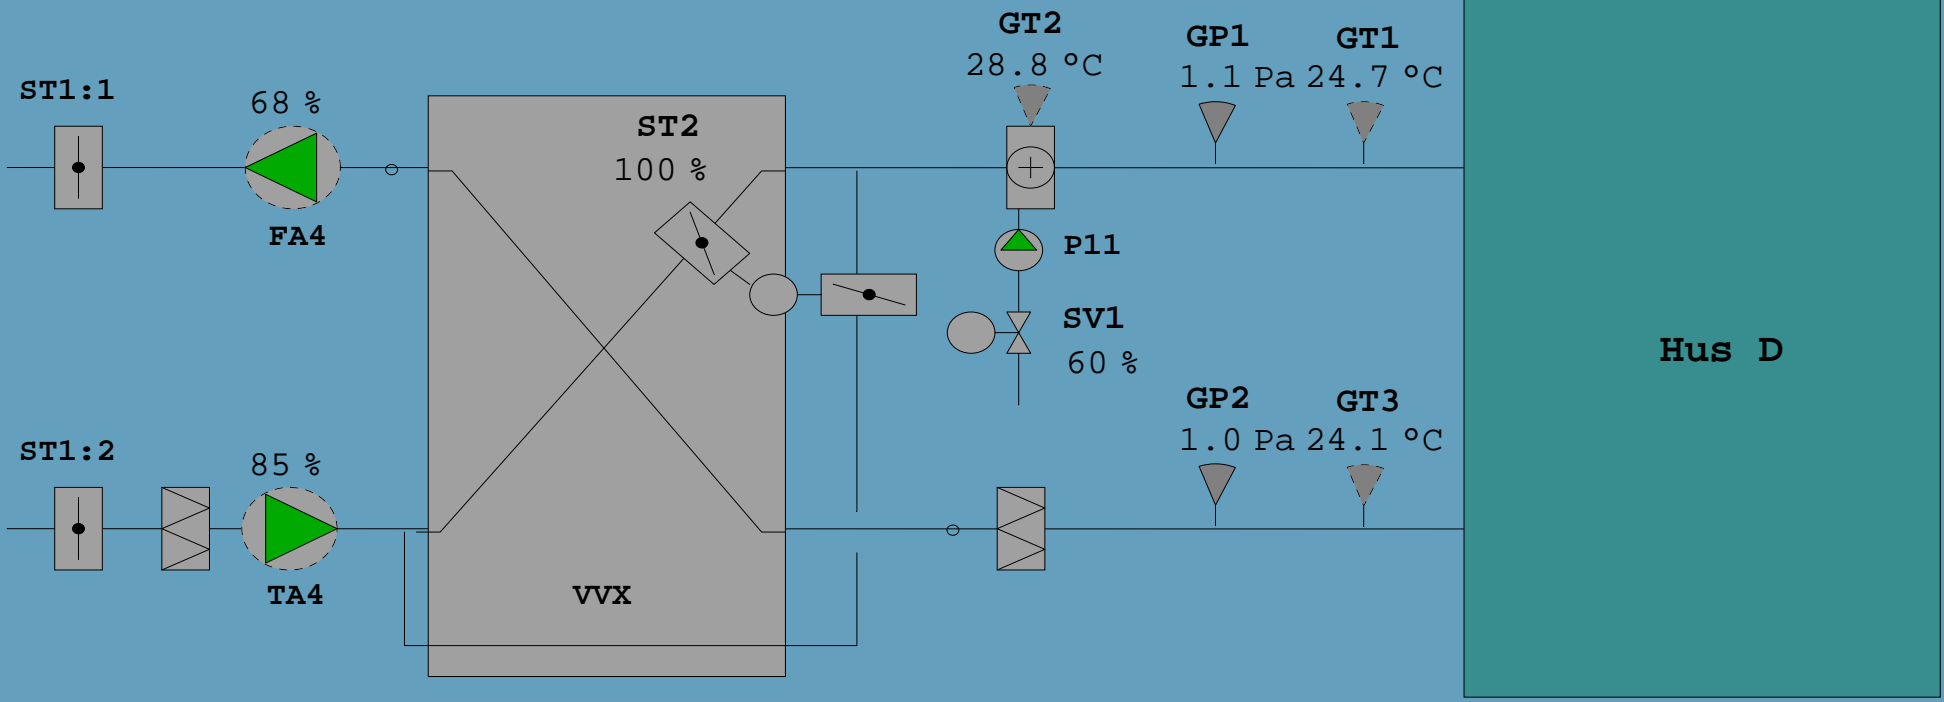 GT2
28.8 °C
GP1
1.1 Pa
GT1
24.7 °C
ST1:1
68 %
FA4
ST2
100 %
P11
SV1
60 %
Hus D
GP2
1.0 Pa
GT3
24.1 °C
ST1:2
85 %
TA4
VVX